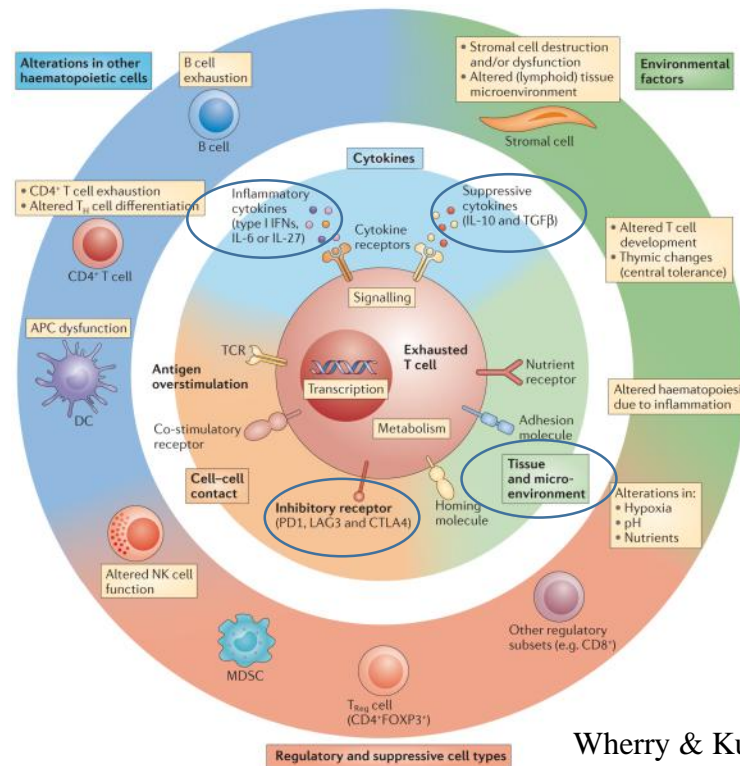 Alterations in other
haematopoietic cells
B cell
exhaustion
B cell
• Stromal cell destruction
and/or dysfunction
• Altered (lymphoid) tissue
microenvironment
Stromal cell
Environmental
factors
• CD4⁺ T cell exhaustion
• Altered T_H cell differentiation
CD4⁺ T cell
Cytokines
Inflammatory
cytokines
(type I IFNs,
IL-6 or IL-27)
Cytokine
receptors
Suppressive
cytokines
(IL-10 and TGFβ)
Signalling
• Altered T cell
development
• Thymic changes
(central tolerance)
APC dysfunction
DC
TCR
Antigen
overstimulation
Exhausted
T cell
Transcription
Nutrient
receptor
Metabolism
Co-stimulatory
receptor
Adhesion
molecule
Altered haematopoiesi
due to inflammation
Cell–cell
contact
Inhibitory receptor
(PD1, LAG3 and CTLA4)
Homing
molecule
Tissue
and micro-
environment
Alterations in:
• Hypoxia
• pH
• Nutrients
Altered NK cell
function
MDSC
T_Reg cell
(CD4⁺FOXP3⁺)
Other regulatory
subsets (e.g. CD8⁺)
Regulatory and suppressive cell types
Wherry & Ku